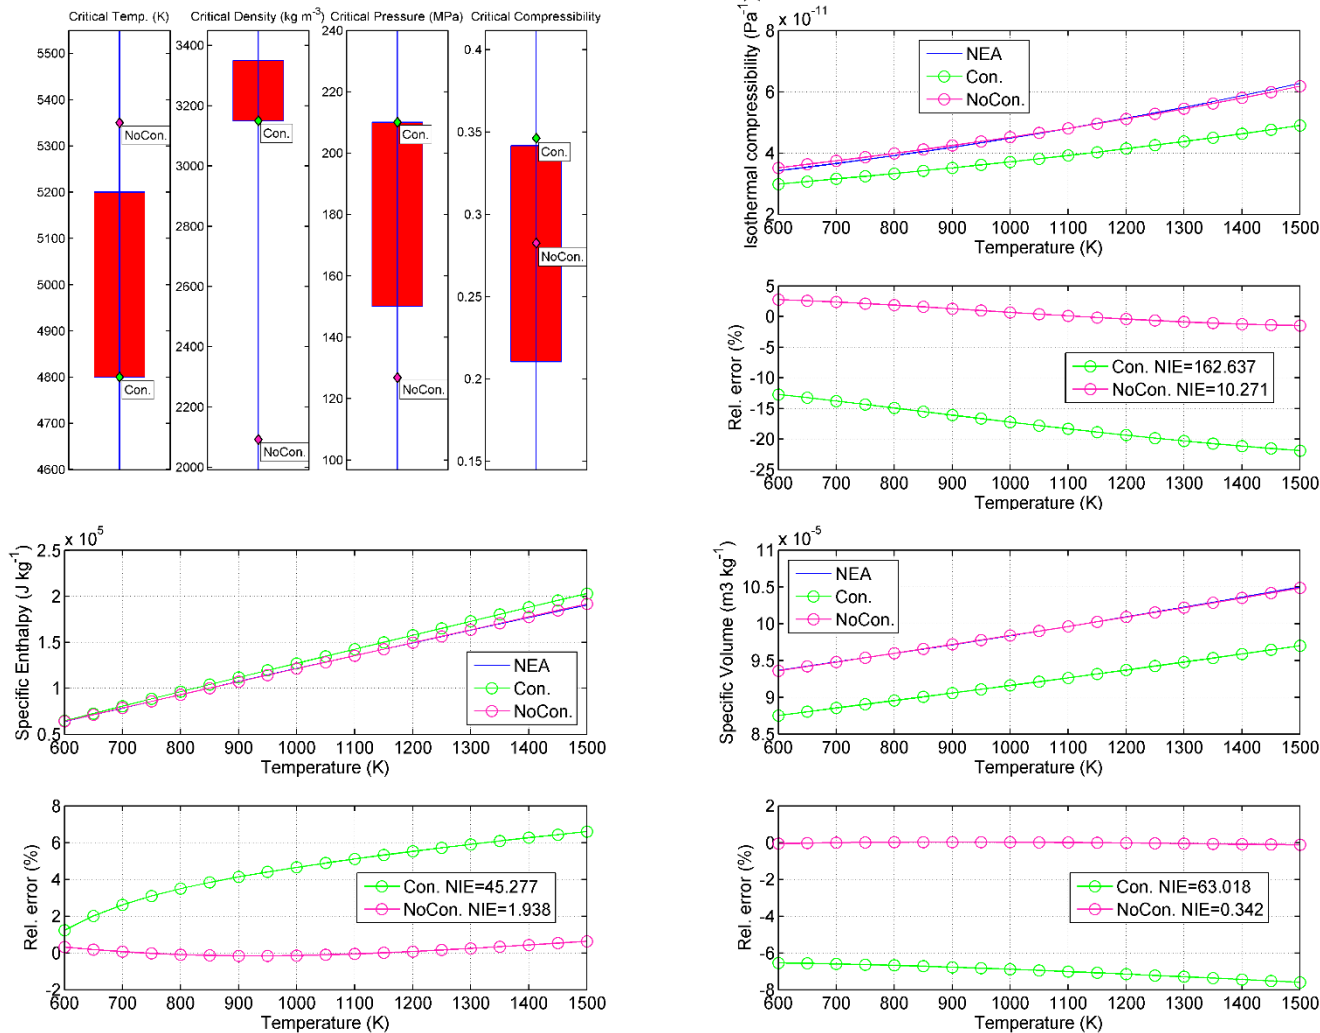 Critical Temp. (K)
Critical Density (kg m-3)
Critical Pressure (MPa)
Critical Compressibility
5500
5400
5300
5200
5100
5000
4900
4800
4700
4600
NoCon.
Con.
3400
3200
3000
2800
2600
2400
2200
2000
Con.
NoCon.
240
220
200
180
160
140
120
100
Con.
NoCon.
0.4
0.35
0.3
0.25
0.2
0.15
Con.
NoCon.
x 10-11
8
6
4
2
Isothermal compressibility (Pa-1
NEA
Con.
NoCon.
600 700 800 900 1000 1100 1200 1300 1400 1500
Temperature (K)
5
0
-5
-10
-15
-20
-25
Rel. error (%)
Con. NIE=162.637
NoCon. NIE=10.271
600 700 800 900 1000 1100 1200 1300 1400 1500
Temperature (K)
x 105
2.5
2
1.5
1
0.5
Specific Enthalpy (J kg-1)
NEA
Con.
NoCon.
600 700 800 900 1000 1100 1200 1300 1400 1500
Temperature (K)
8
6
4
2
0
-2
Rel. error (%)
Con. NIE=45.277
NoCon. NIE=1.938
600 700 800 900 1000 1100 1200 1300 1400 1500
Temperature (K)
x 10-5
11
10.5
10
9.5
9
8.5
Specific Volume (m3 kg-1)
NEA
Con.
NoCon.
600 700 800 900 1000 1100 1200 1300 1400 1500
Temperature (K)
2
0
-2
-4
-6
-8
Rel. error (%)
Con. NIE=63.018
NoCon. NIE=0.342
600 700 800 900 1000 1100 1200 1300 1400 1500
Temperature (K)